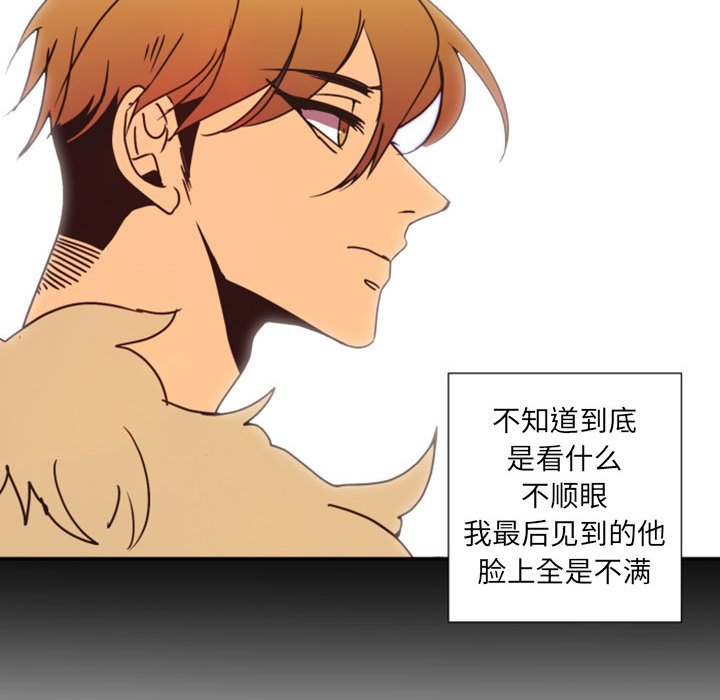 不知道到底
是看什么
不顺眼
我最后见到的他
脸上全是不满